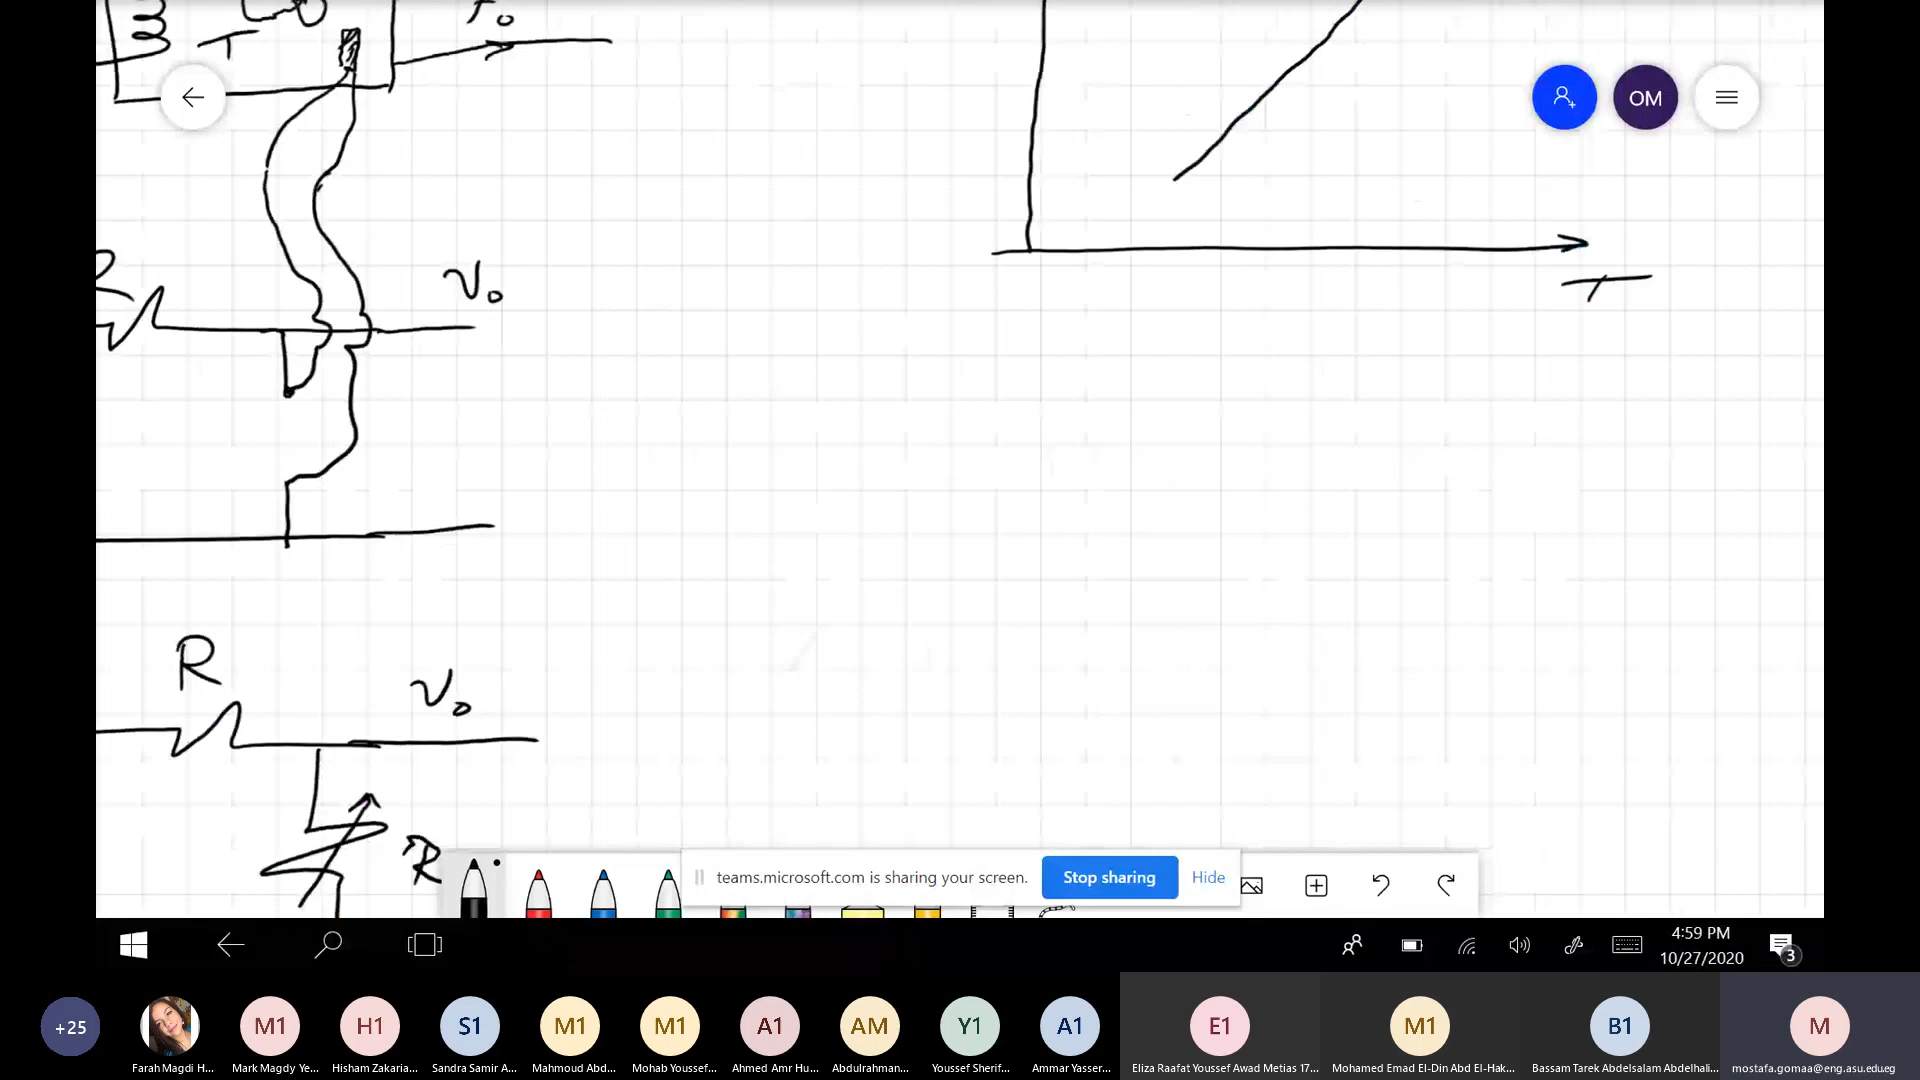 T
OM
T
R
v₀
R
v₀
R
teams.microsoft.com is sharing your screen.
Stop sharing
Hide
4:59 PM
10/27/2020
3
+25
M1
H1
S1
M1
M1
A1
AM
Y1
A1
E1
M1
B1
M
Farah Magdi H...
Mark Magdy Ye...
Hisham Zakaria...
Sandra Samir A...
Mahmoud Abd...
Mohab Youssef...
Ahmed Amr Hu...
Abdulrahman...
Youssef Sherif...
Ammar Yasser...
Eliza Raafat Youssef Awad Metias 17...
Mohamed Emad El-Din Abd El-Hak...
Bassam Tarek Abdelsalam Abdelhali...
mostafa.gomaa@eng.asu.edu.eg